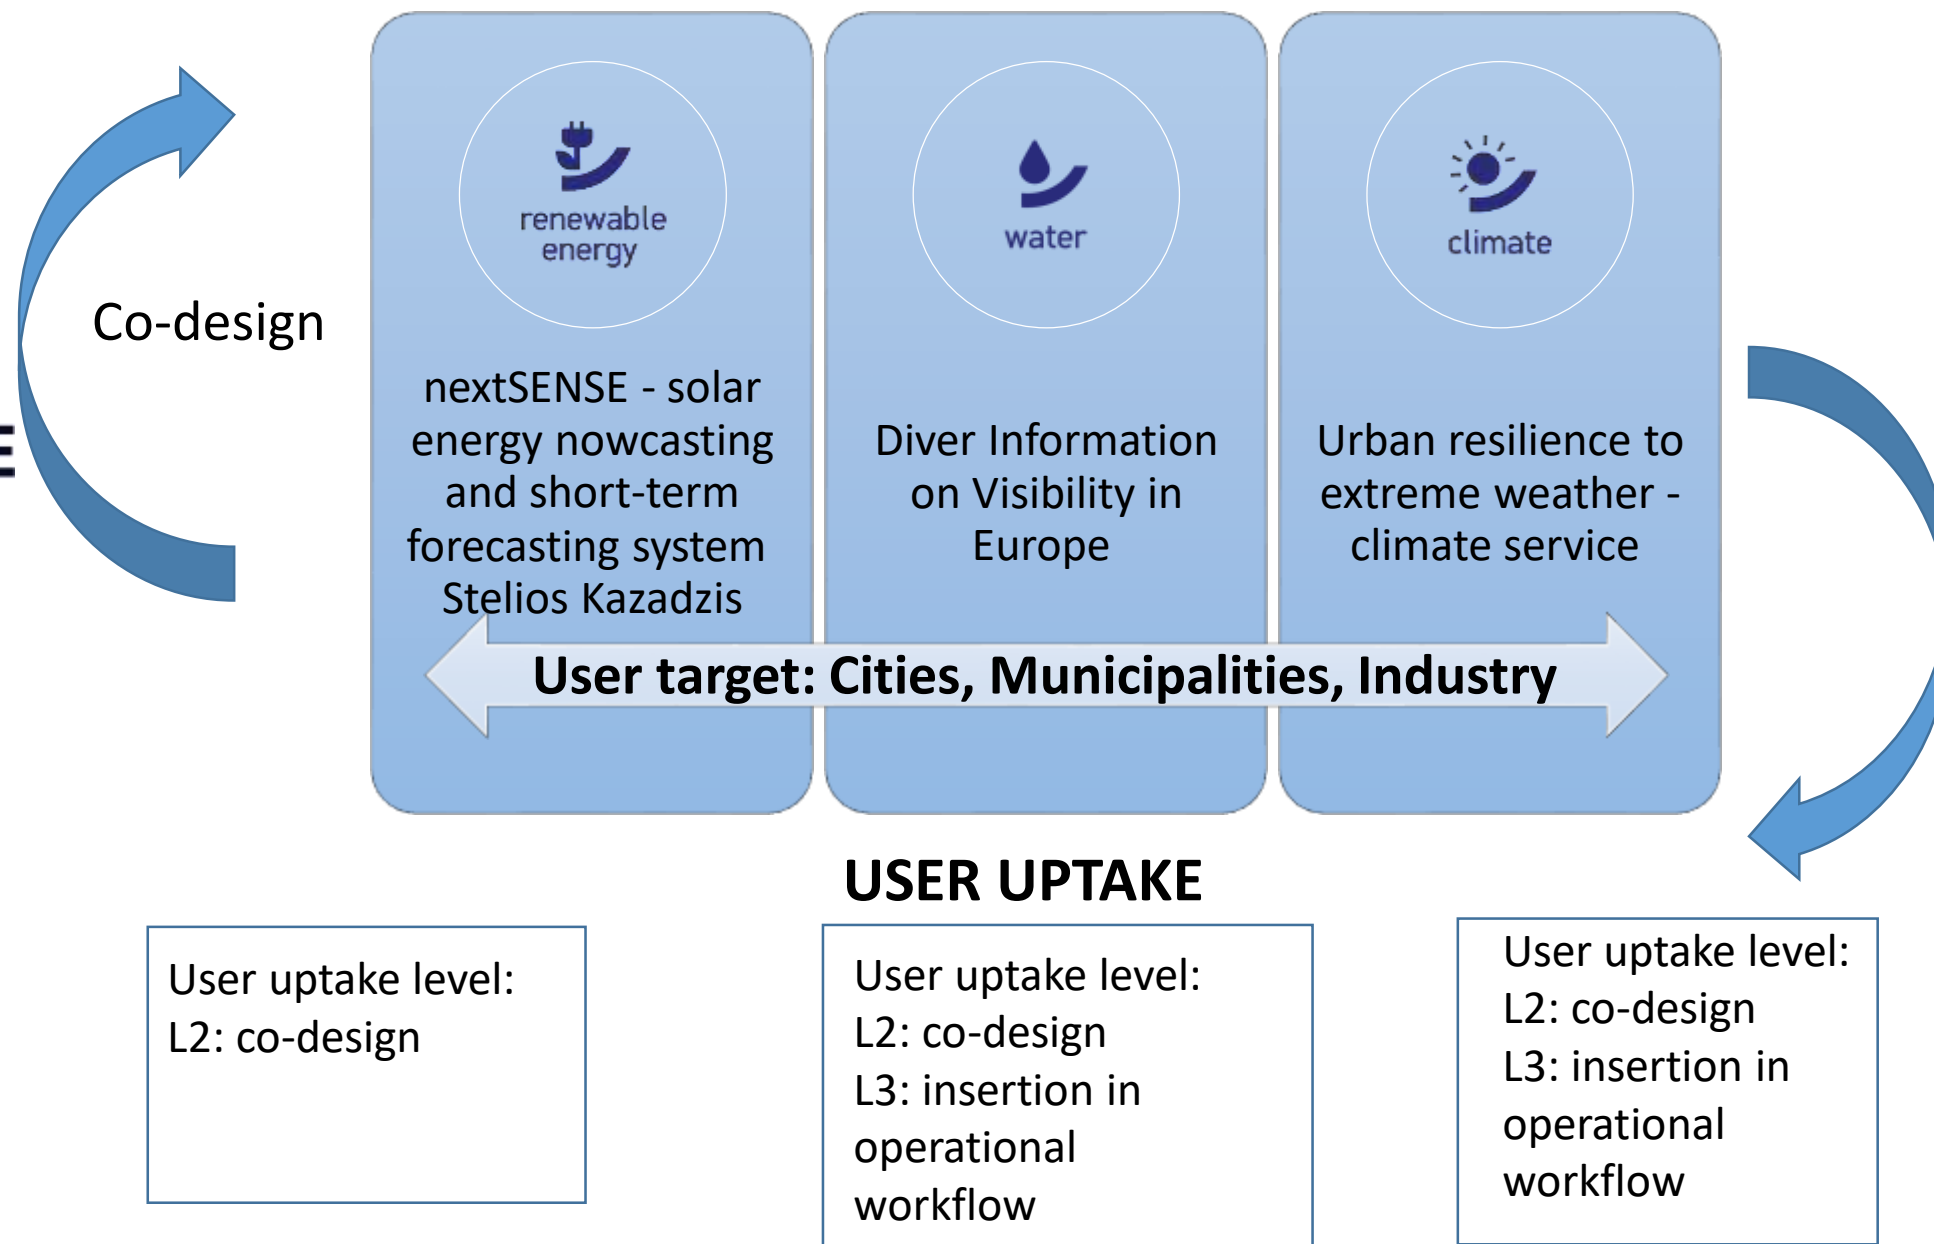 renewable
energy
water
climate
Co-design
E
nextSENSE - solar
energy nowcasting
and short-term
forecasting system
Stelios Kazadzis
Diver Information
on Visibility in
Europe
Urban resilience to
extreme weather -
climate service
User target: Cities, Municipalities, Industry
USER UPTAKE
User uptake level:
L2: co-design
User uptake level:
L2: co-design
L3: insertion in
operational
workflow
User uptake level:
L2: co-design
L3: insertion in
operational
workflow